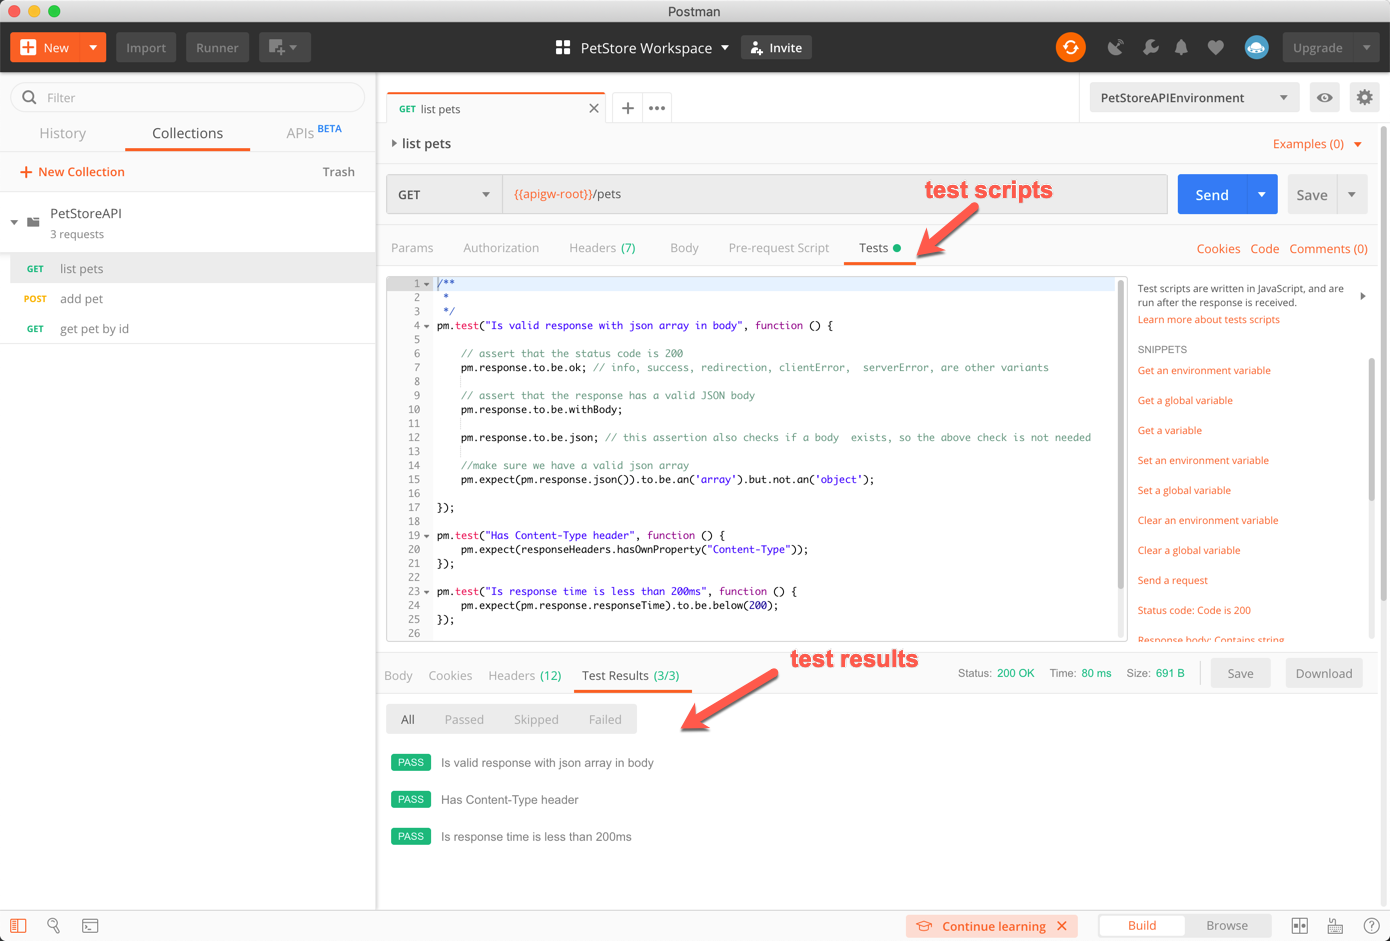 Postman
New
Import
Runner
PetStore Workspace
Invite
Upgrade
Filter
History
Collections
APIs BETA
+ New Collection
Trash
PetStoreAPI
3 requests
GET list pets
POST add pet
GET get pet by id
GET list pets
PetStoreAPIEnvironment
list pets
Examples (0)
GET
{{apigw-root}}/pets
Send
Save
test scripts
Params
Authorization
Headers (7)
Body
Pre-request Script
Tests
Cookies
Code
Comments (0)
1 /**
2 *
3 */
4 pm.test("Is valid response with json array in body", function () {
5
6 // assert that the status code is 200
7 pm.response.to.be.ok; // info, success, redirection, clientError,  serverError, are other variants
8
9 // assert that the response has a valid JSON body
10 pm.response.to.be.withBody;
11
12 pm.response.to.be.json; // this assertion also checks if a body  exists, so the above check is not needed
13
14 //make sure we have a valid json array
15 pm.expect(pm.response.json()).to.be.an('array').but.not.an('object');
16
17 });
18
19 pm.test("Has Content-Type header", function () {
20 pm.expect(responseHeaders.hasOwnProperty("Content-Type"));
21 });
22
23 pm.test("Is response time is less than 200ms", function () {
24 pm.expect(pm.response.responseTime).to.be.below(200);
25 });
26
Test scripts are written in JavaScript, and are
run after the response is received.
Learn more about tests scripts
SNIPPETS
Get an environment variable
Get a global variable
Get a variable
Set an environment variable
Set a global variable
Clear an environment variable
Clear a global variable
Send a request
Status code: Code is 200
Response body: Contains string
test results
Body
Cookies
Headers (12)
Test Results (3/3)
Status: 200 OK
Time: 80 ms
Size: 691 B
Save
Download
All
Passed
Skipped
Failed
PASS Is valid response with json array in body
PASS Has Content-Type header
PASS Is response time is less than 200ms
Continue learning
Build
Browse